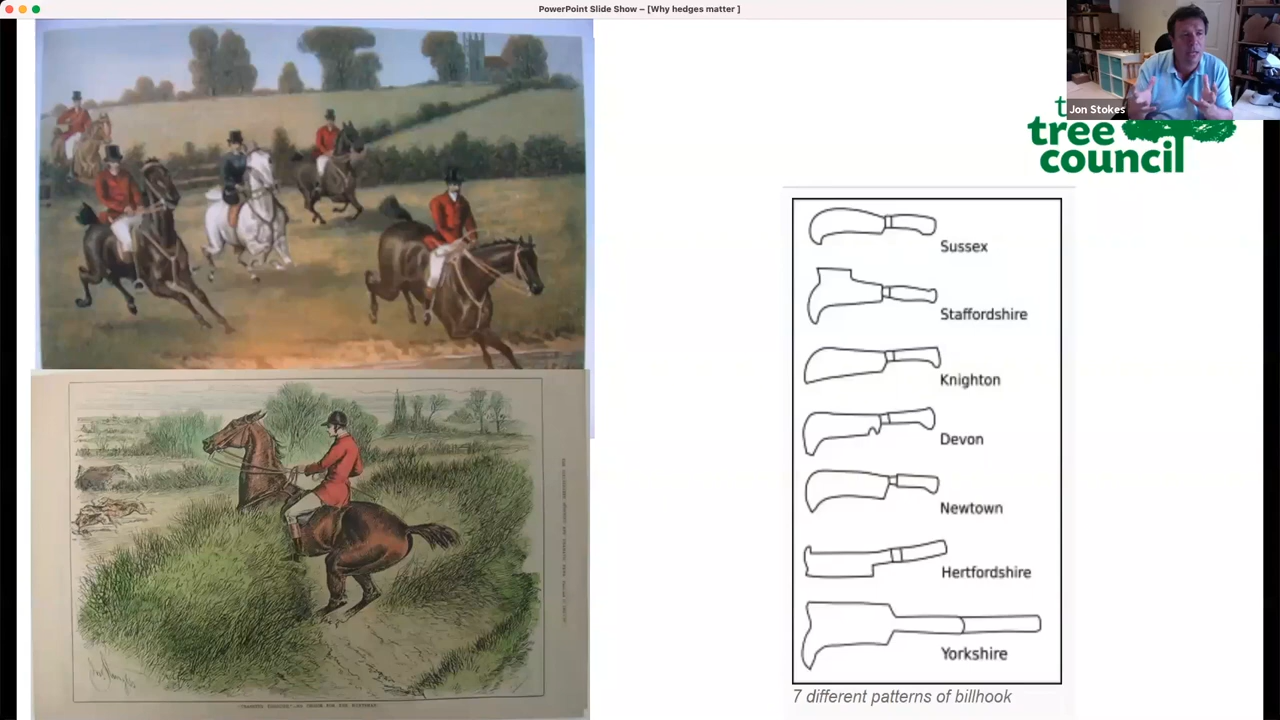 PowerPoint Slide Show – [Why hedges matter ]
Jon Stokes
tree
council
Sussex
Staffordshire
Knighton
Devon
Newtown
Hertfordshire
Yorkshire
7 different patterns of billhook